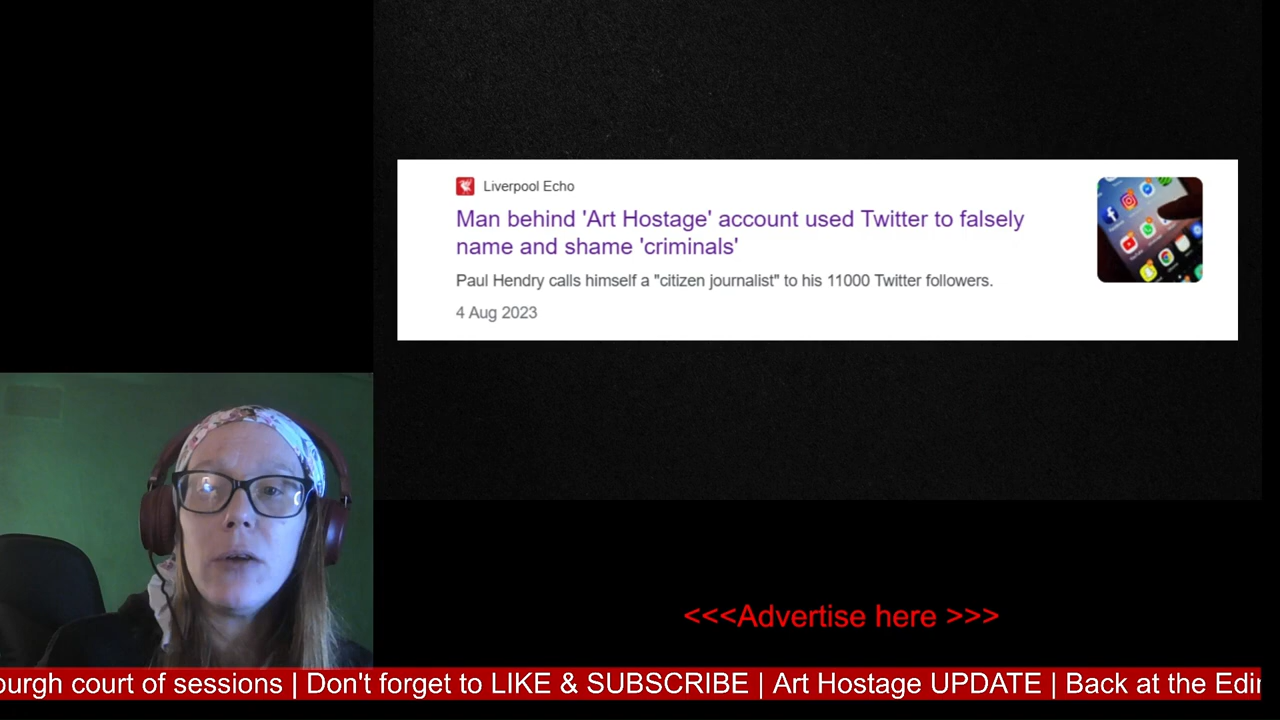 Liverpool Echo
Man behind 'Art Hostage' account used Twitter to falsely
name and shame 'criminals'
Paul Hendry calls himself a "citizen journalist" to his 11000 Twitter followers.
4 Aug 2023
<<<Advertise here >>>
court of sessions | Don't forget to LIKE & SUBSCRIBE | Art Hostage UPDATE | Back at the